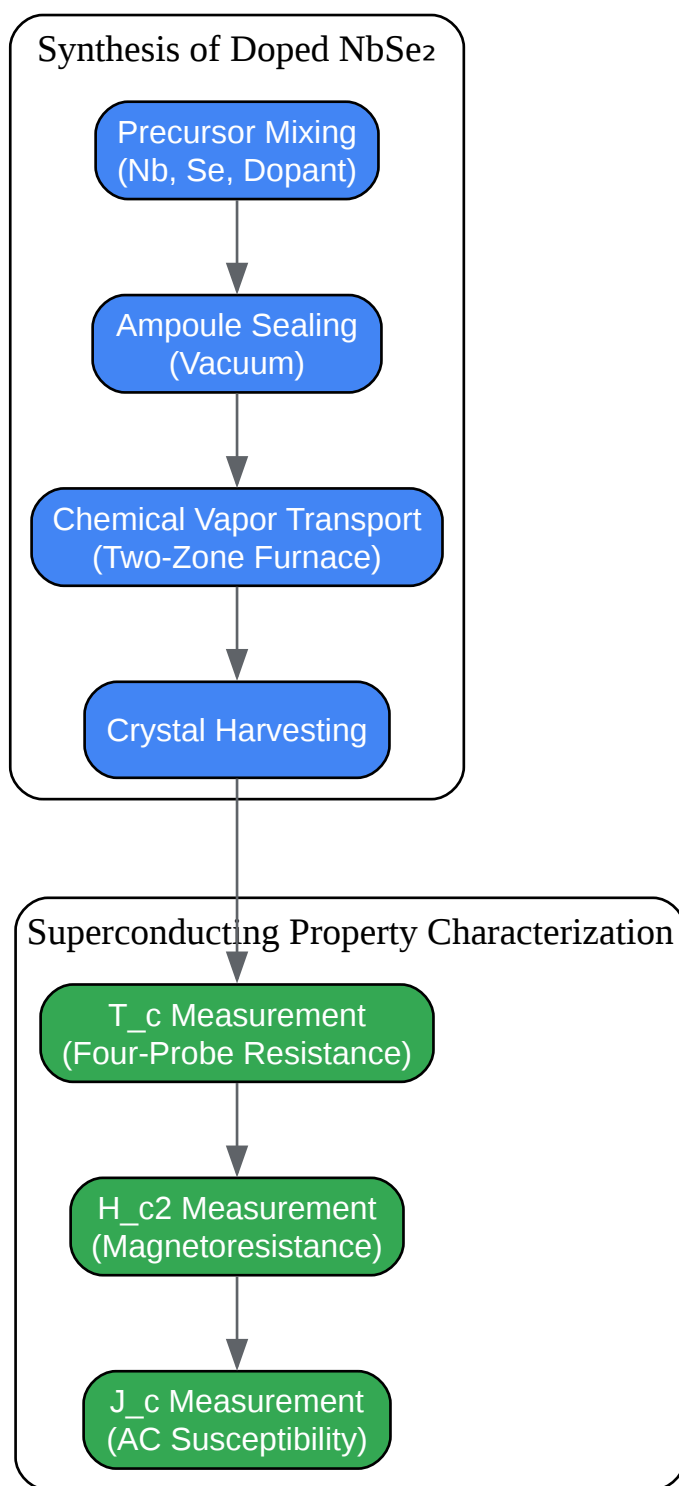 Synthesis of Doped NbSe₂
Precursor Mixing
(Nb, Se, Dopant)
Ampoule Sealing
(Vacuum)
Chemical Vapor Transport
(Two-Zone Furnace)
Crystal Harvesting
Superconducting Property Characterization
T_c Measurement
(Four-Probe Resistance)
H_c2 Measurement
(Magnetoresistance)
J_c Measurement
(AC Susceptibility)